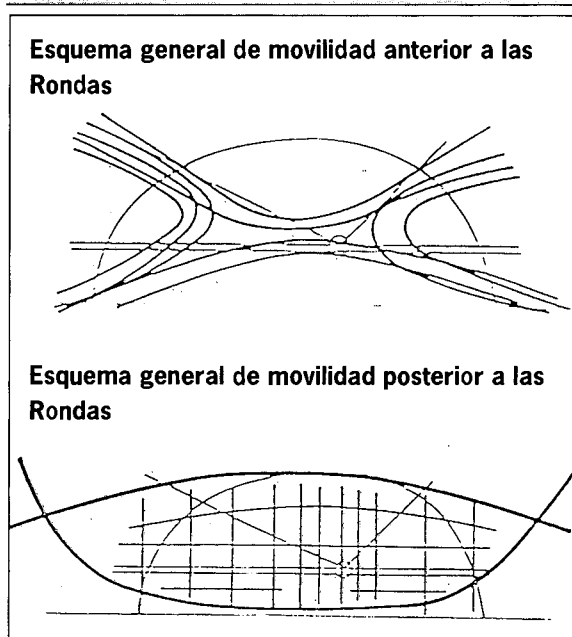 Esquema general de movilidad anterior a las
Rondas
Esquema general de movilidad posterior a las
Rondas